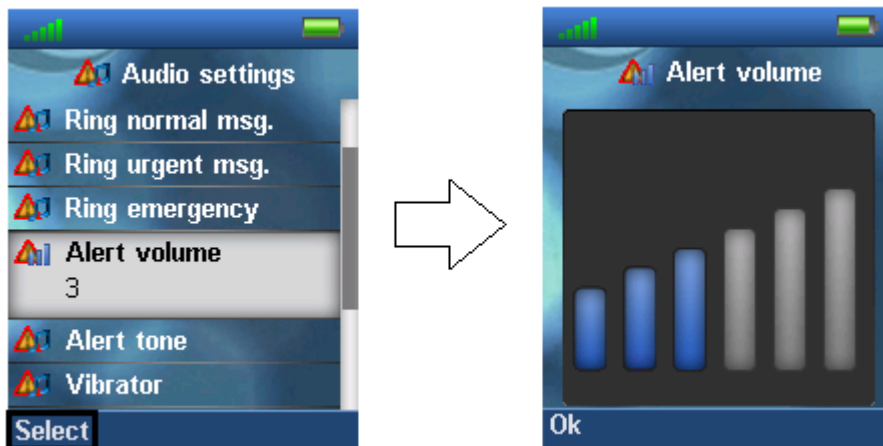 Audio settings
Ring normal msg.
Ring urgent msg.
Ring emergency
Alert volume
3
Alert tone
Vibrator
Select
Alert volume
Ok